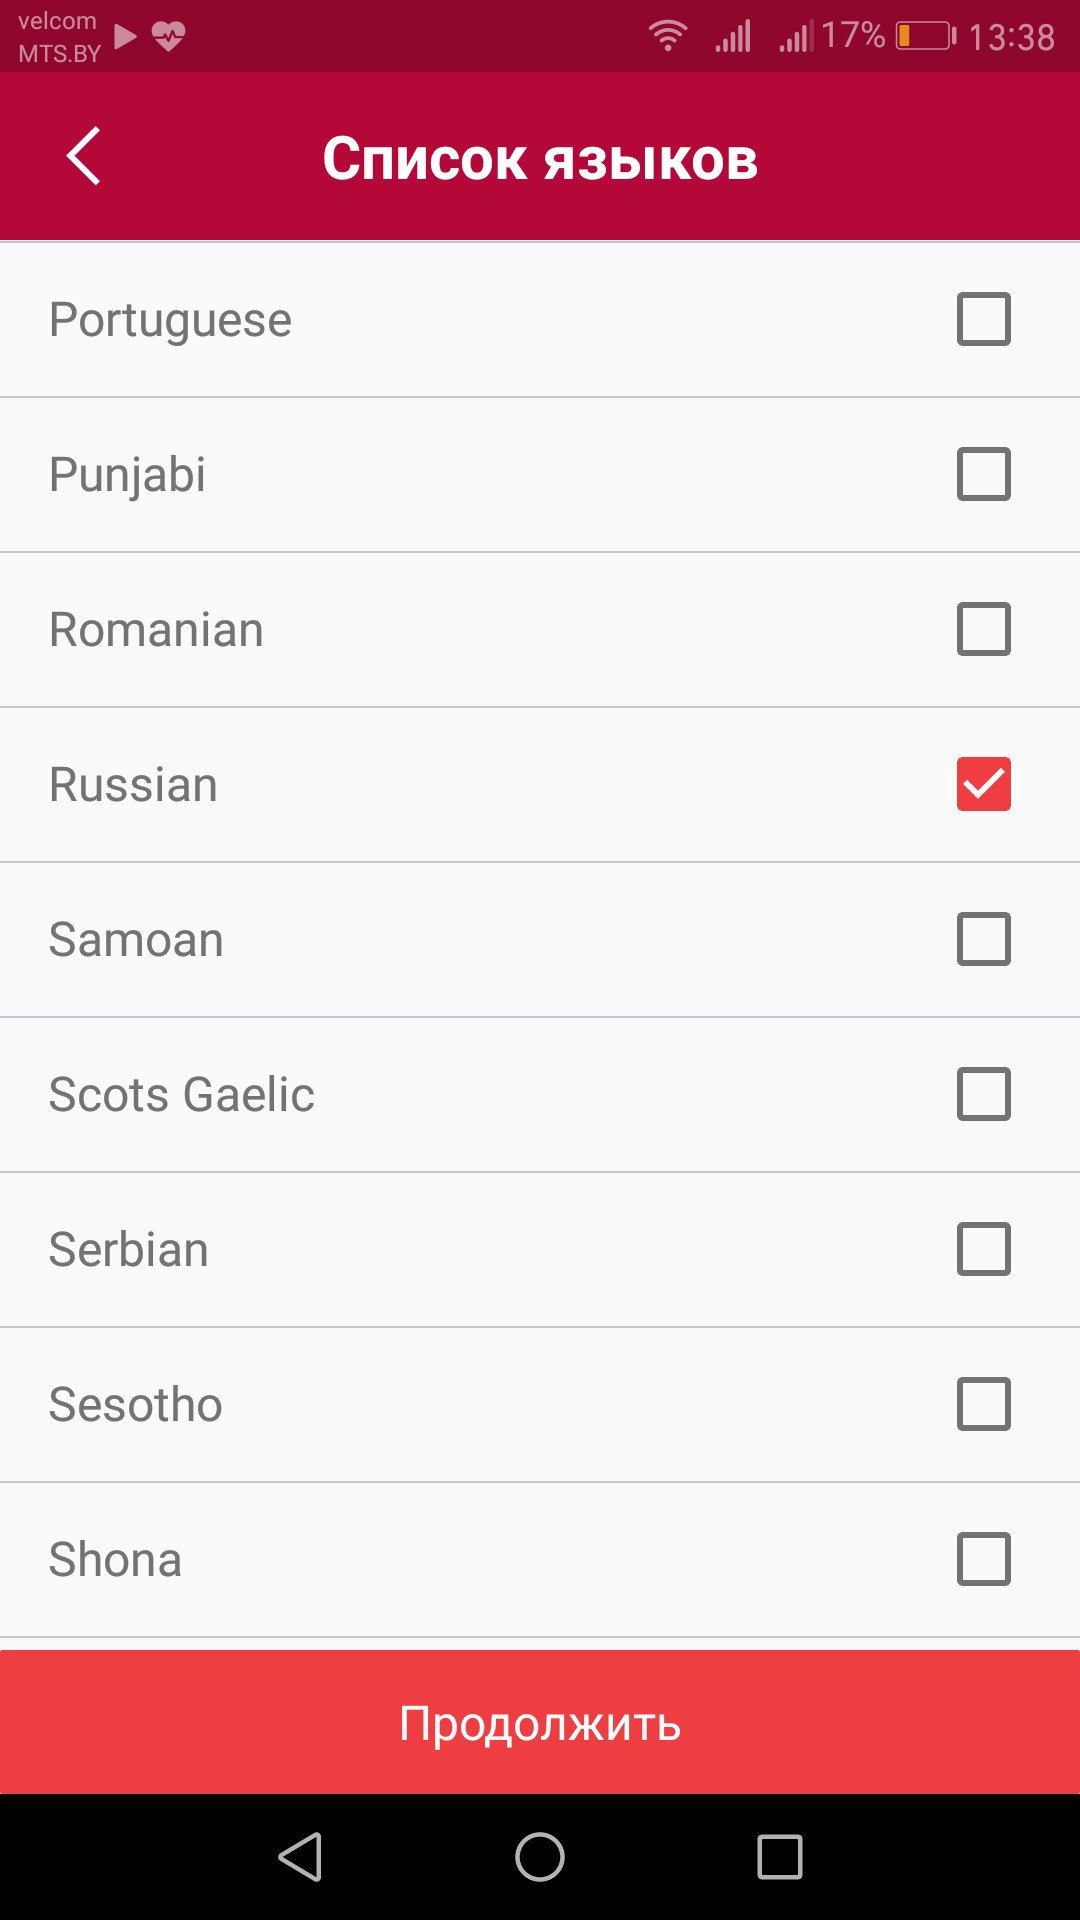 velcom
MTS.BY
17% 13:38
Список языков
Portuguese
Punjabi
Romanian
Russian
Samoan
Scots Gaelic
Serbian
Sesotho
Shona
Продолжить